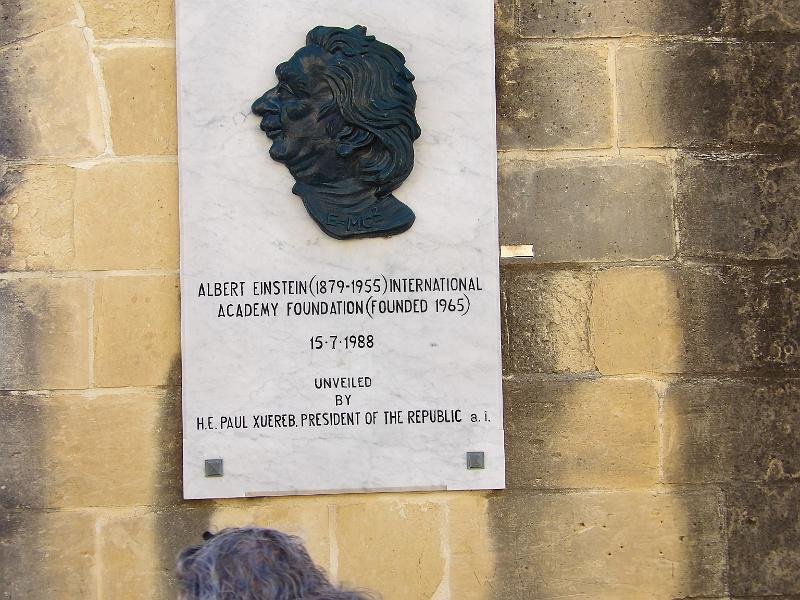 E=MC²
ALBERT EINSTEIN (1879-1955) INTERNATIONAL
ACADEMY FOUNDATION (FOUNDED 1965)
15·7·1988
UNVEILED
BY
H.E. PAUL XUEREB. PRESIDENT OF THE REPUBLIC a.i.